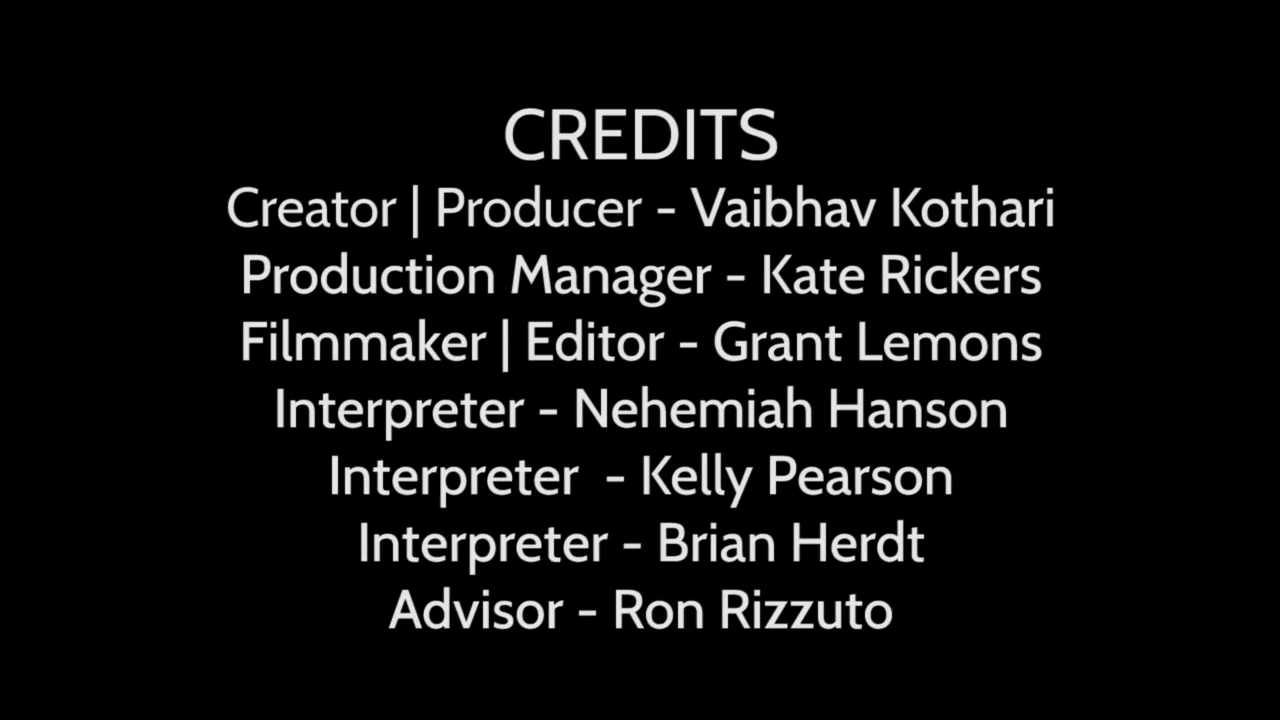 CREDITS
Creator | Producer - Vaibhav Kothari
Production Manager - Kate Rickers
Filmmaker | Editor - Grant Lemons
Interpreter - Nehemiah Hanson
Interpreter  - Kelly Pearson
Interpreter - Brian Herdt
Advisor - Ron Rizzuto